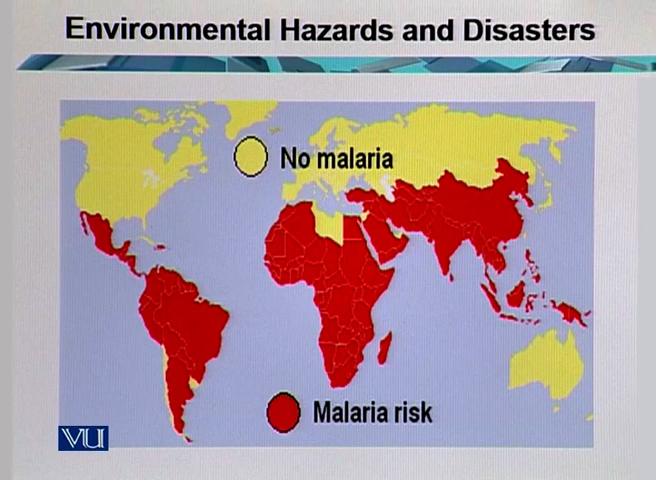 Environmental Hazards and Disasters
No malaria
Malaria risk
VU